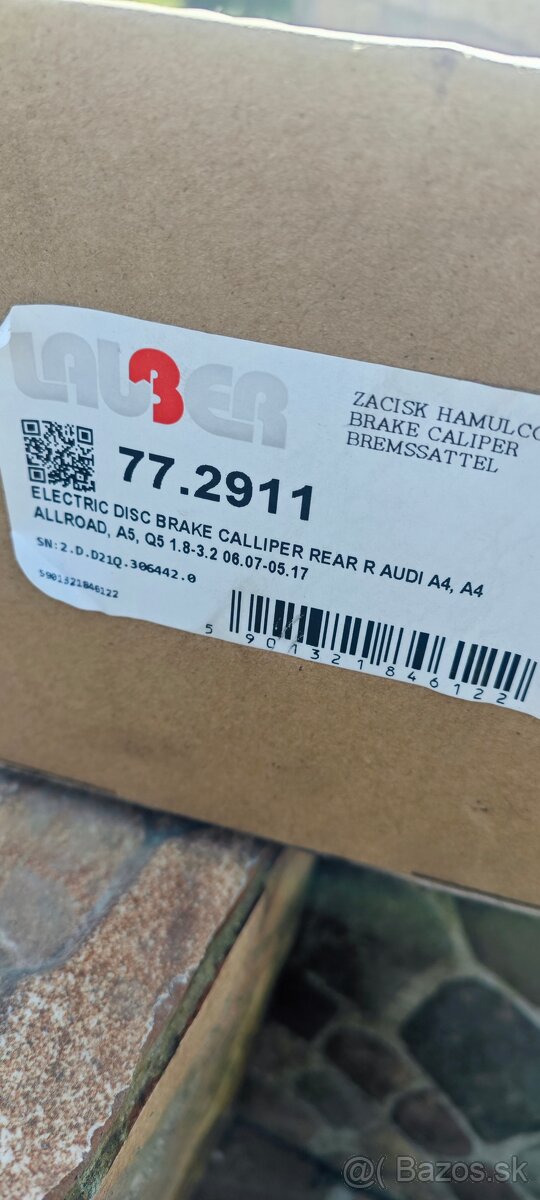 LAUBER
ZACISK HAMULCO
BRAKE CALIPER
BREMSSATTEL
77.2911
ELECTRIC DISC BRAKE CALLIPER REAR R AUDI A4, A4
ALLROAD, A5, Q5 1.8-3.2 06.07-05.17
SN:2.D.D21Q.306442.0
5901321846122
5 901321 846122
@( Bazos.sk